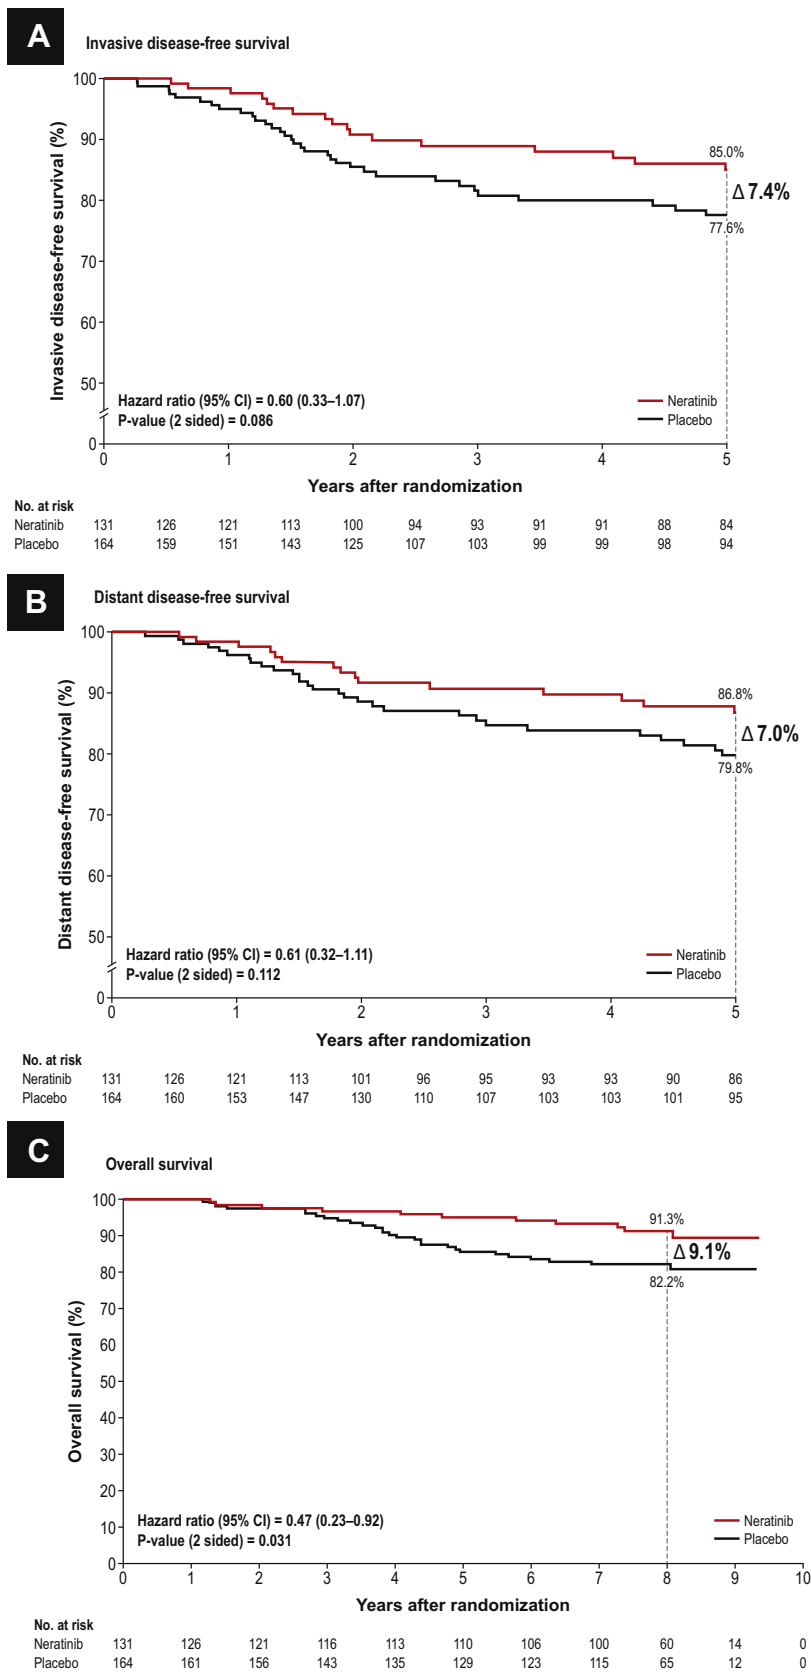 A
Invasive disease-free survival
Invasive disease-free survival (%)
100
90
80
70
60
50
0
85.0%
Δ 7.4%
77.6%
Hazard ratio (95% CI) = 0.60 (0.33–1.07)
P-value (2 sided) = 0.086
Neratinib
Placebo
0 1 2 3 4 5
Years after randomization
No. at risk
Neratinib 131 126 121 113 100 94 93 91 91 88 84
Placebo 164 159 151 143 125 107 103 99 99 98 94
B
Distant disease-free survival
Distant disease-free survival (%)
100
90
80
70
60
50
0
86.8%
Δ 7.0%
79.8%
Hazard ratio (95% CI) = 0.61 (0.32–1.11)
P-value (2 sided) = 0.112
Neratinib
Placebo
0 1 2 3 4 5
Years after randomization
No. at risk
Neratinib 131 126 121 113 101 96 95 93 93 90 86
Placebo 164 160 153 147 130 110 107 103 103 101 95
C
Overall survival
Overall survival (%)
100
90
80
70
60
50
40
30
20
10
0
91.3%
Δ 9.1%
82.2%
Hazard ratio (95% CI) = 0.47 (0.23–0.92)
P-value (2 sided) = 0.031
Neratinib
Placebo
0 1 2 3 4 5 6 7 8 9 10
Years after randomization
No. at risk
Neratinib 131 126 121 116 113 110 106 100 60 14 0
Placebo 164 161 156 143 135 129 123 115 65 12 0